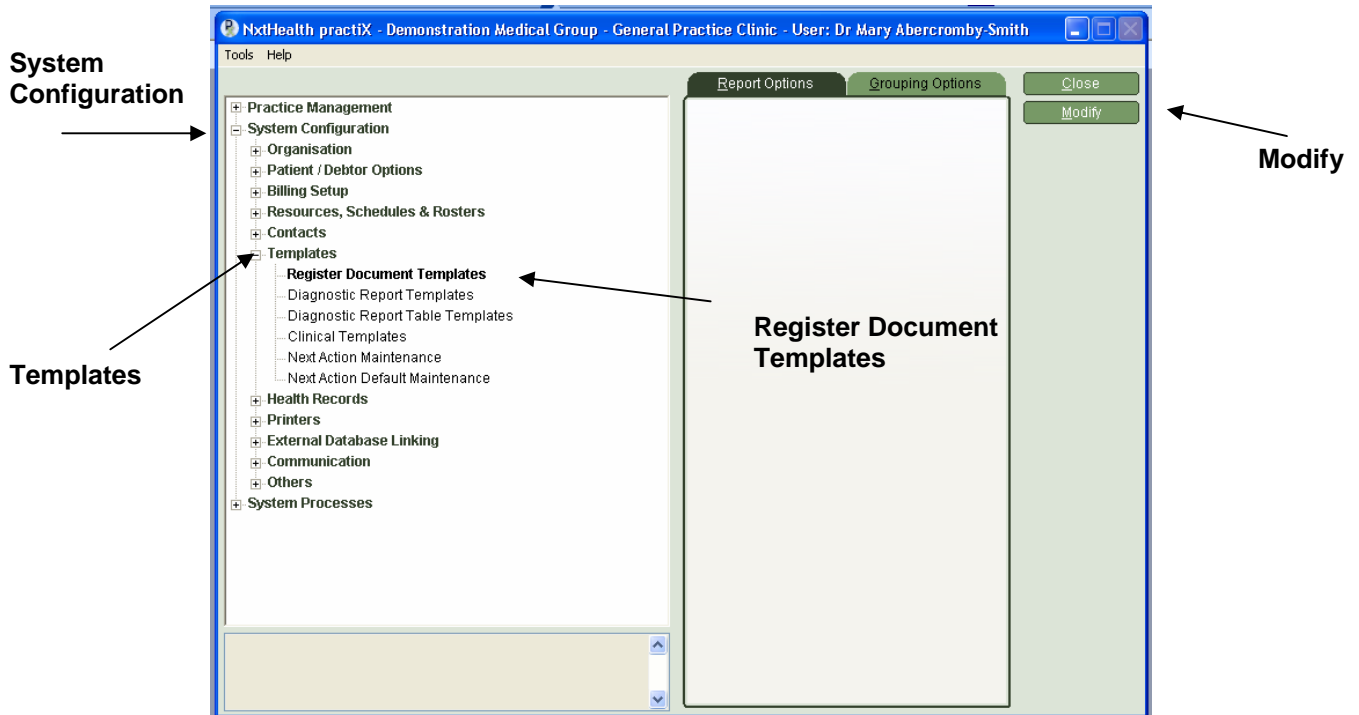 NxtHealth practiX - Demonstration Medical Group - General Practice Clinic - User: Dr Mary Abercromby-Smith
Tools Help
System
Configuration
Report Options
Grouping Options
Close
Modify
Practice Management
System Configuration
Organisation
Patient / Debtor Options
Billing Setup
Resources, Schedules & Rosters
Contacts
Templates
Register Document Templates
Diagnostic Report Templates
Diagnostic Report Table Templates
Clinical Templates
Next Action Maintenance
Next Action Default Maintenance
Health Records
Printers
External Database Linking
Communication
Others
System Processes
Modify
Register Document
Templates
Templates